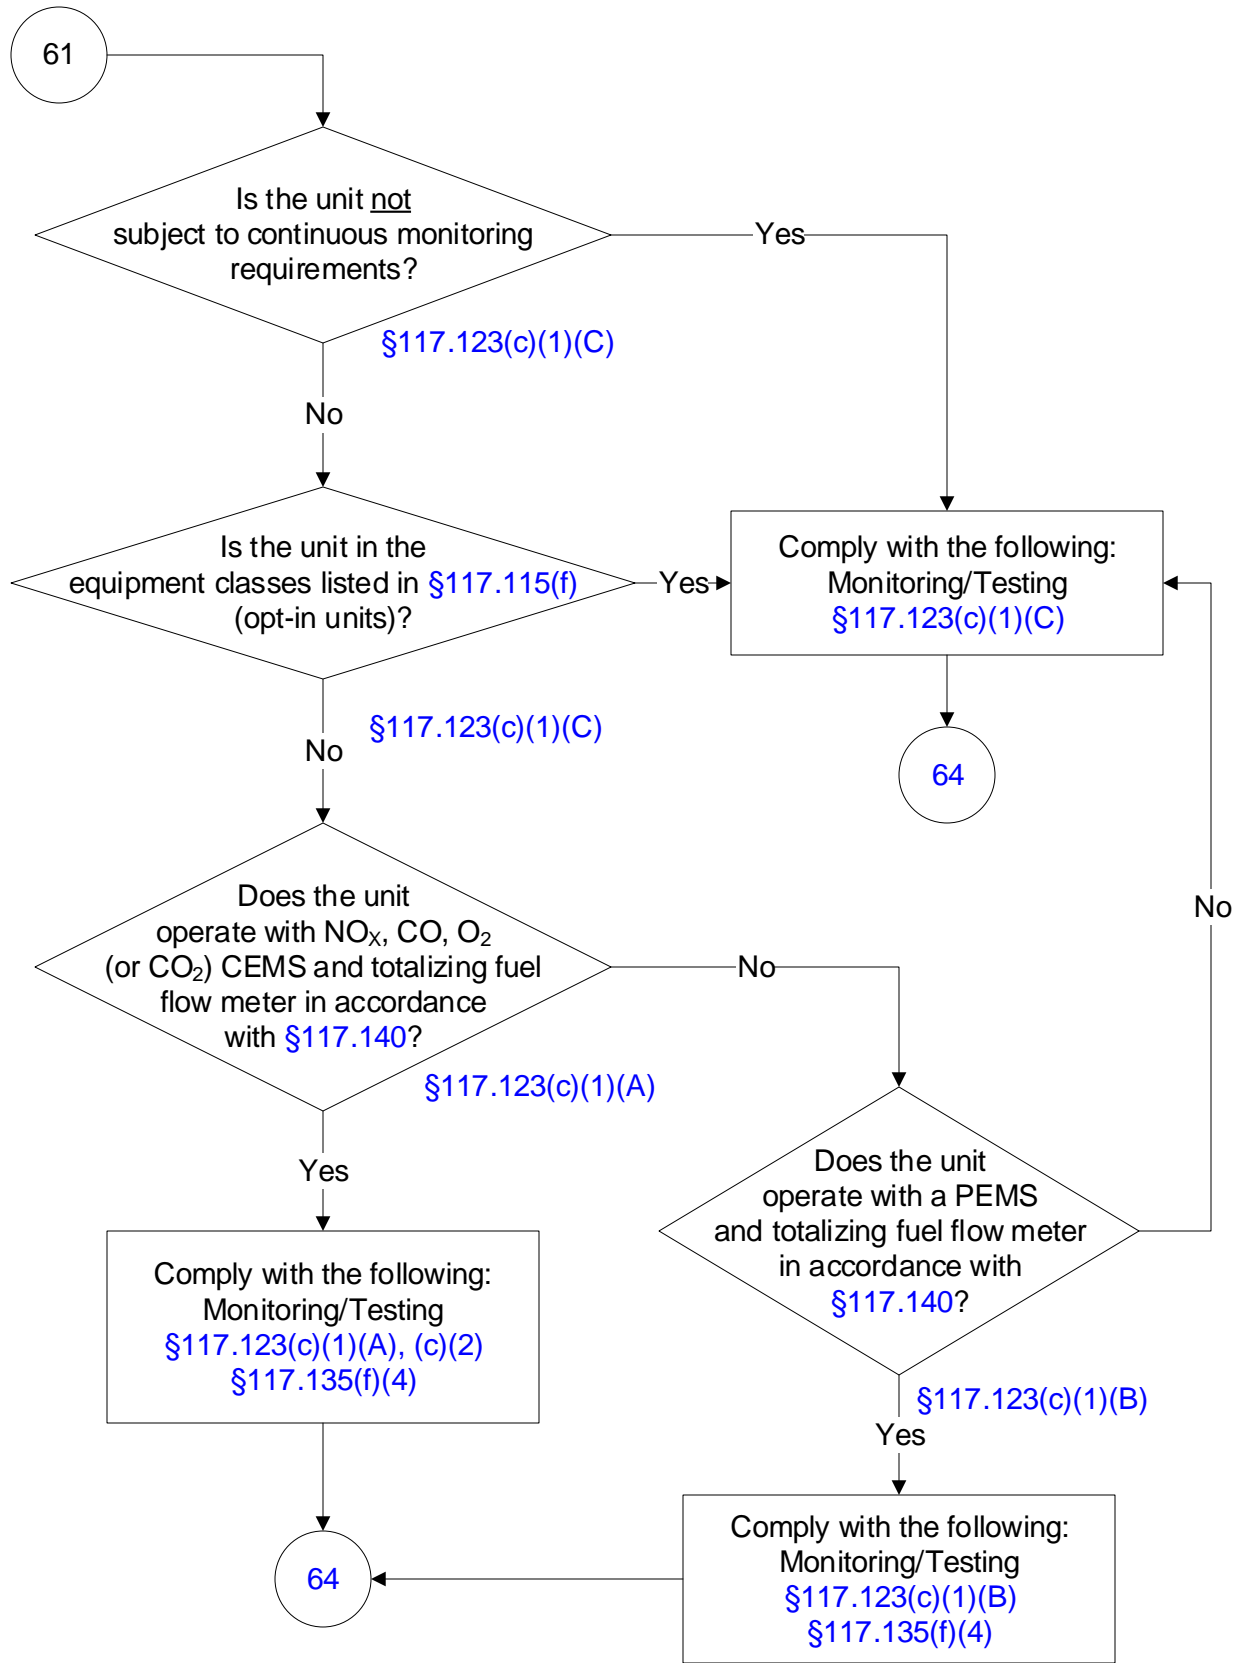 61
Is the unit not
subject to continuous monitoring
requirements?
Yes
§117.123(c)(1)(C)
No
Is the unit in the
equipment classes listed in §117.115(f)
(opt-in units)?
Yes
Comply with the following:
Monitoring/Testing
§117.123(c)(1)(C)
§117.123(c)(1)(C)
No
64
Does the unit
operate with NOX, CO, O2
(or CO2) CEMS and totalizing fuel
flow meter in accordance
with §117.140?
No
No
§117.123(c)(1)(A)
Yes
Does the unit
operate with a PEMS
and totalizing fuel flow meter
in accordance with
§117.140?
Comply with the following:
Monitoring/Testing
§117.123(c)(1)(A), (c)(2)
§117.135(f)(4)
§117.123(c)(1)(B)
Yes
64
Comply with the following:
Monitoring/Testing
§117.123(c)(1)(B)
§117.135(f)(4)